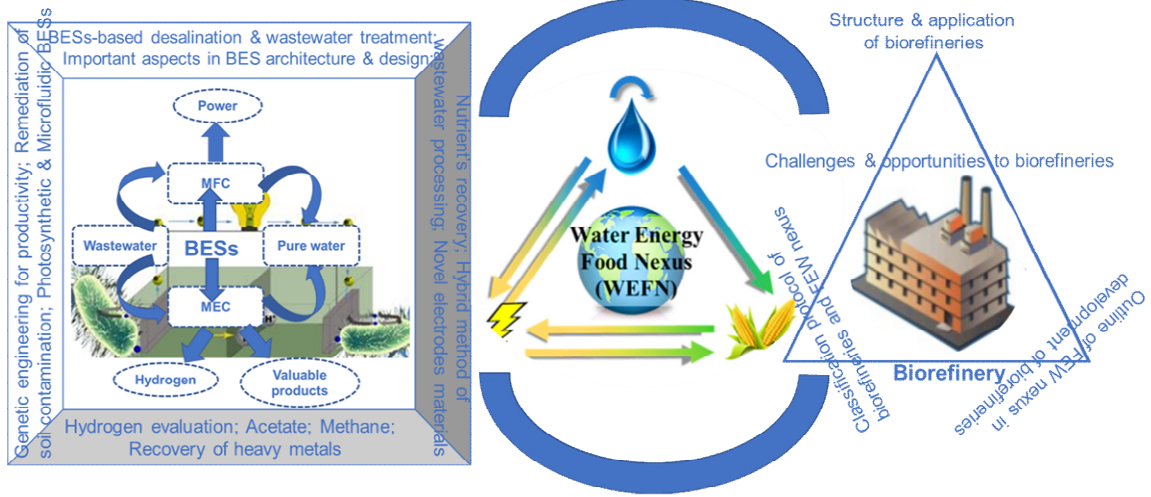 BESs-based desalination & wastewater treatment;
Important aspects in BES architecture & design;
Genetic engineering for productivity; Remediation of
soil contamination; Photosynthetic & Microfluidic BESs
Power
MFC
Wastewater
BESs
Pure water
MEC
H⁺
Hydrogen
Valuable
products
Nutrient's recovery; Hybrid method of
wastewater processing; Novel electrodes materials
Hydrogen evaluation; Acetate; Methane;
Recovery of heavy metals
Water Energy
Food Nexus
(WEFN)
Structure & application
of biorefineries
Challenges & opportunities to biorefineries
Classification protocol of
biorefineries and FEW nexus
Biorefinery
Outline of FEW nexus in
development of biorefineries